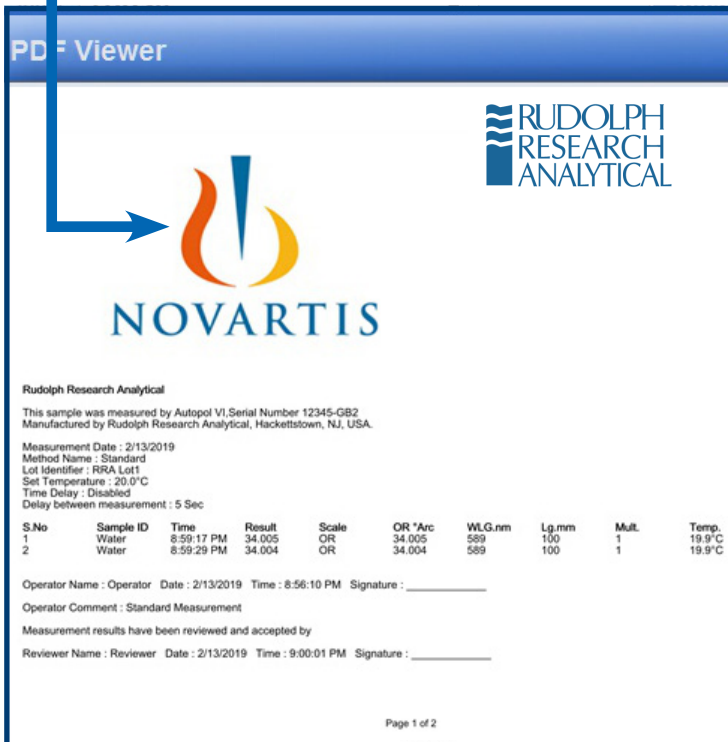 PDF Viewer
RUDOLPH
RESEARCH
ANALYTICAL
NOVARTIS
Rudolph Research Analytical
This sample was measured by Autopol VI,Serial Number 12345-GB2
Manufactured by Rudolph Research Analytical, Hackettstown, NJ, USA.
Measurement Date : 2/13/2019
Method Name : Standard
Lot Identifier : RRA Lot1
Set Temperature : 20.0°C
Time Delay : Disabled
Delay between measurement : 5 Sec
S.No Sample ID Time Result Scale OR °Arc WLG.nm Lg.mm Mult. Temp.
1 Water 8:59:17 PM 34.005 OR 34.005 589 100 1 19.9°C
2 Water 8:59:29 PM 34.004 OR 34.004 589 100 1 19.9°C
Operator Name : Operator Date : 2/13/2019 Time : 8:56:10 PM Signature : ____________
Operator Comment : Standard Measurement
Measurement results have been reviewed and accepted by
Reviewer Name : Reviewer Date : 2/13/2019 Time : 9:00:01 PM Signature : ____________
Page 1 of 2